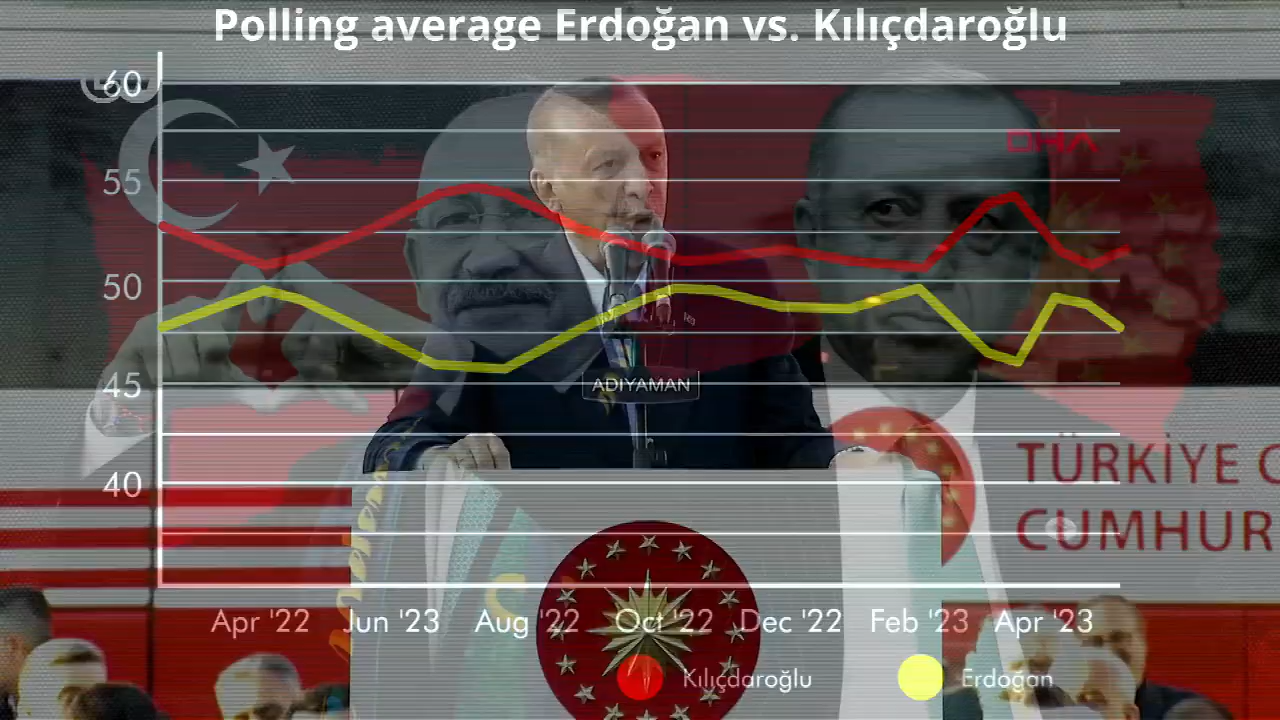 Polling average Erdoğan vs. Kılıçdaroğlu
60
DHA
55
50
ADIYAMAN
45
TÜRKİYE C
40
CUMHUR
Apr '22 Jun '23 Aug '22 Oct '22 Dec '22 Feb '23 Apr '23
Kılıçdaroğlu Erdoğan